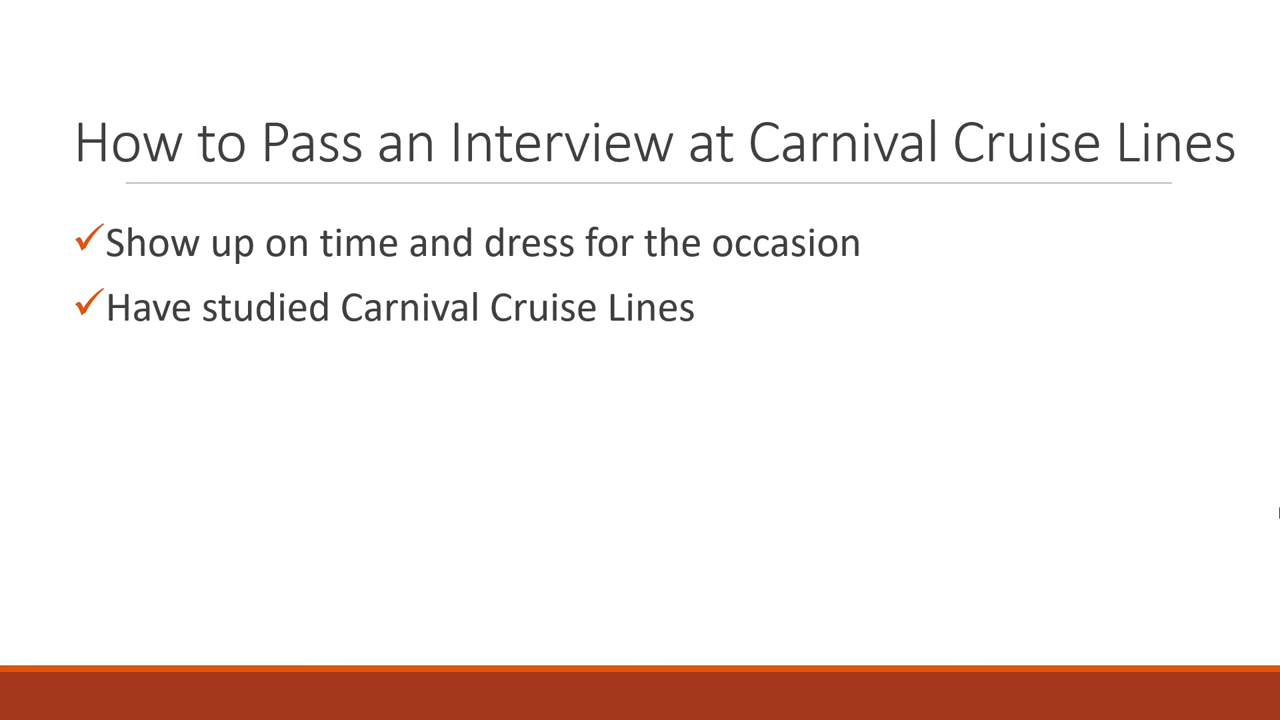 How to Pass an Interview at Carnival Cruise Lines
✓Show up on time and dress for the occasion
✓Have studied Carnival Cruise Lines